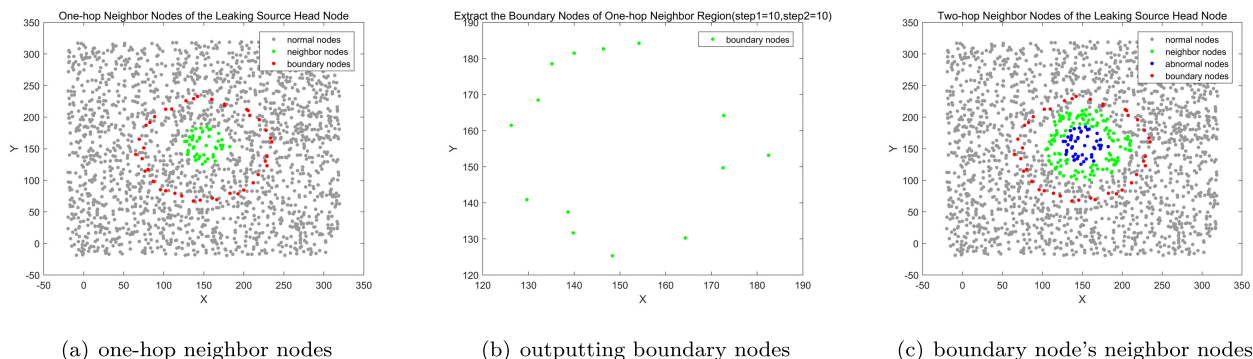 One-hop Neighbor Nodes of the Leaking Source Head Node
350
300
250
200
150
100
50
0
-50
Y
-50 0 50 100 150 200 250 300 350
X
normal nodes
neighbor nodes
boundary nodes
(a) one-hop neighbor nodes
Extract the Boundary Nodes of One-hop Neighbor Region(step1=10,step2=10)
190
180
170
160
150
140
130
120
Y
120 130 140 150 160 170 180 190
X
boundary nodes
(b) outputting boundary nodes
Two-hop Neighbor Nodes of the Leaking Source Head Node
350
300
250
200
150
100
50
0
-50
Y
-50 0 50 100 150 200 250 300 350
X
normal nodes
neighbor nodes
abnormal nodes
boundary nodes
(c) boundary node's neighbor nodes